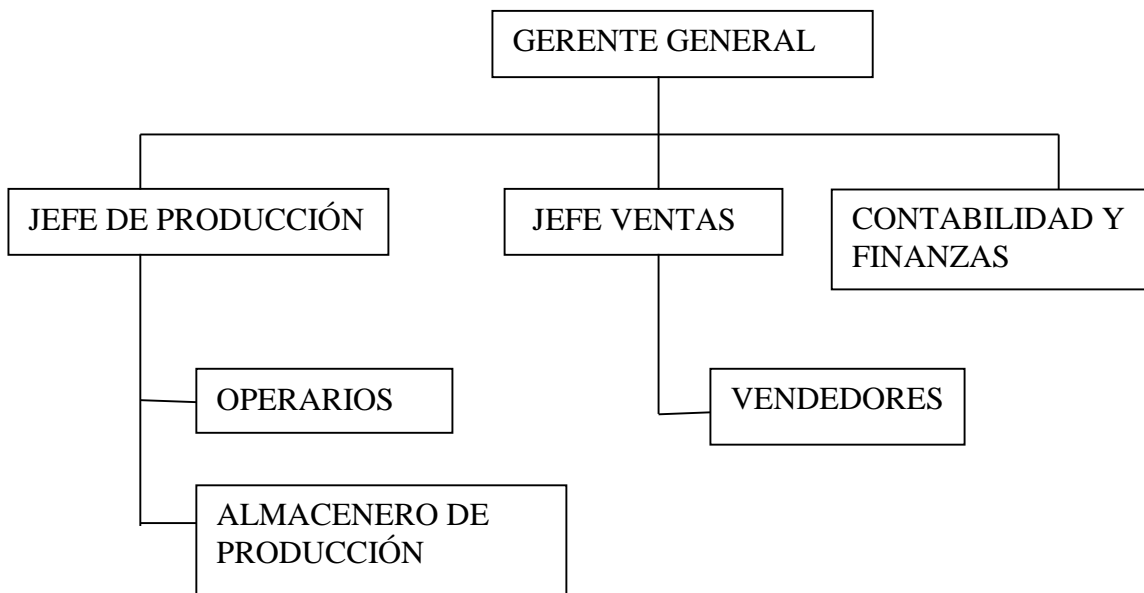 GERENTE GENERAL
JEFE DE PRODUCCIÓN
JEFE VENTAS
CONTABILIDAD Y
FINANZAS
OPERARIOS
VENDEDORES
ALMACENERO DE
PRODUCCIÓN